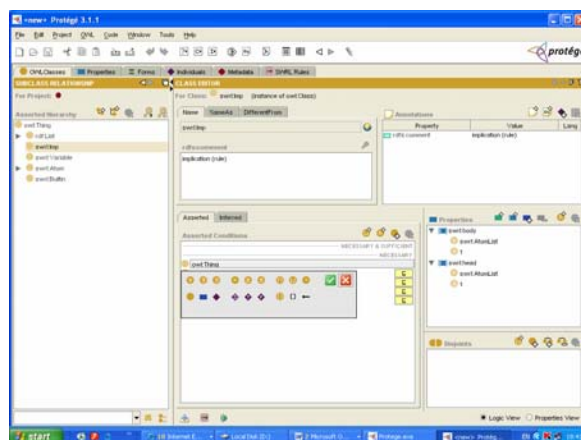 <new> Protégé 3.1.1
File Edit Project OWL Code Window Tools Help
protégé
OWLClasses Properties Forms Individuals Metadata SWRL Rules
SUBCLASS RELATIONSHIP
CLASS EDITOR
For Project:
For Class: swrl:Imp (instance of owl:Class)
Asserted Hierarchy
owl:Thing
rdf:List
swrl:Imp
swrl:Variable
swrl:Atom
swrl:Builtin
Name SameAs DifferentFrom
swrl:Imp
rdfs:comment
implication (rule)
Annotations
Property Value Lang
rdfs:comment implication (rule)
Asserted Inferred
Asserted Conditions
NECESSARY & SUFFICIENT
NECESSARY
owl:Thing
Properties
swrl:body
swrl:AtomList
1
swrl:head
swrl:AtomList
1
Disjoints
Logic View Properties View
start
Internet E...
Local Disk (D:)
2 Microsoft O...
Protege.exe
<new> Protég...
EN